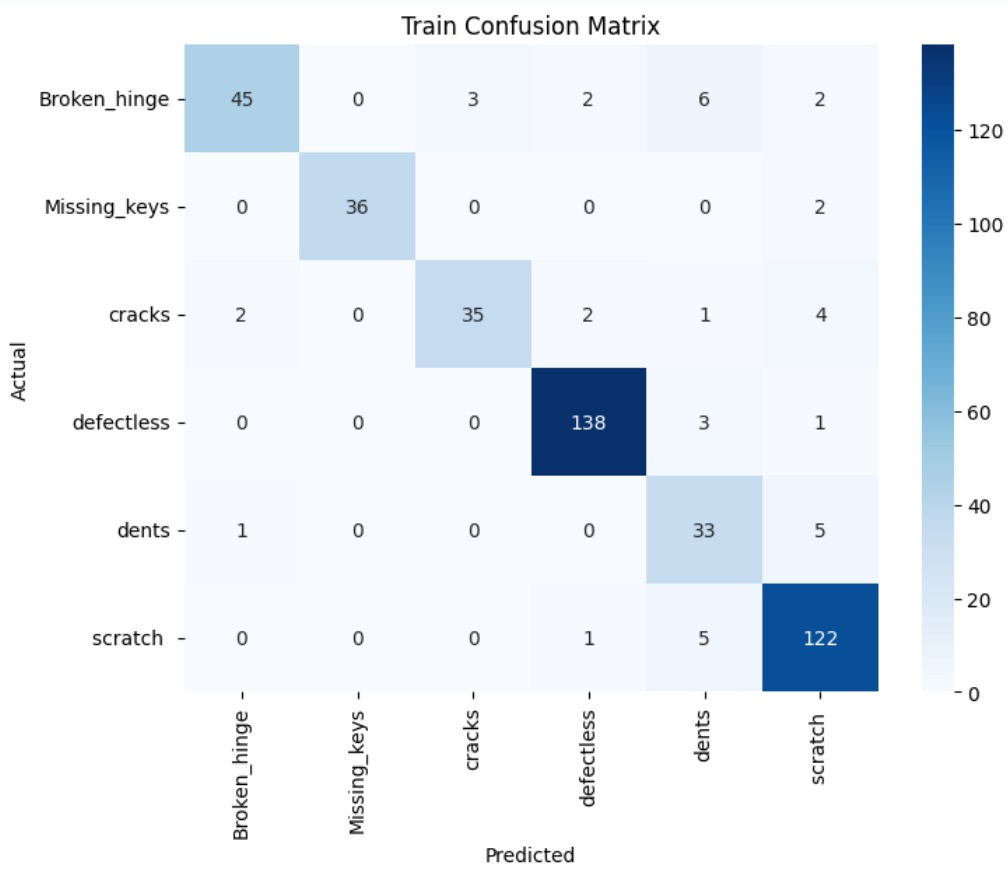 Train Confusion Matrix
Broken_hinge 45 0 3 2 6 2
Missing_keys 0 36 0 0 0 2
cracks 2 0 35 2 1 4
defectless 0 0 0 138 3 1
dents 1 0 0 0 33 5
scratch 0 0 0 1 5 122
Actual
Broken_hinge Missing_keys cracks defectless dents scratch
Predicted
120
100
80
60
40
20
0